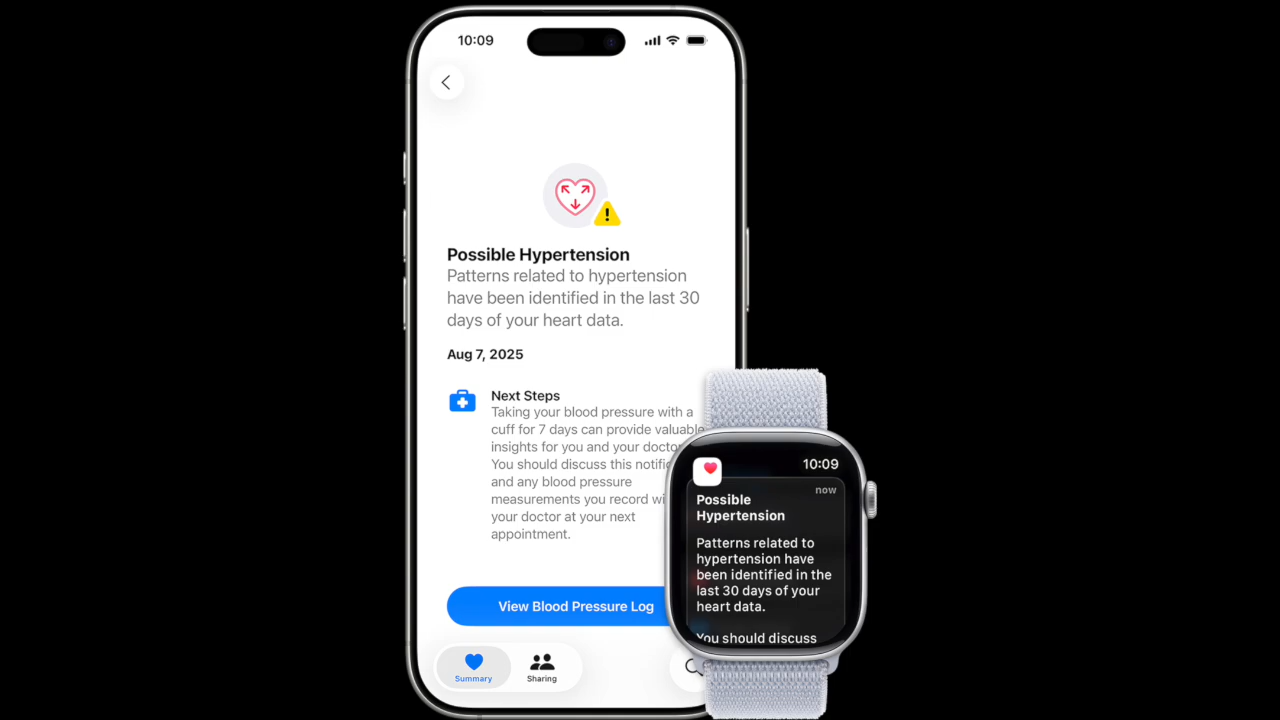 10:09
Possible Hypertension
Patterns related to hypertension
have been identified in the last 30
days of your heart data.
Aug 7, 2025
Next Steps
Taking your blood pressure with a
cuff for 7 days can provide valuable
insights for you and your doctor
You should discuss this
and any blood pressure
measurements you record
your doctor at your next
appointment.
View Blood Pressure Log
Summary
Sharing
10:09
now
Possible
Hypertension
Patterns related to
hypertension have
been identified in the
last 30 days of your
heart data.
You should discuss